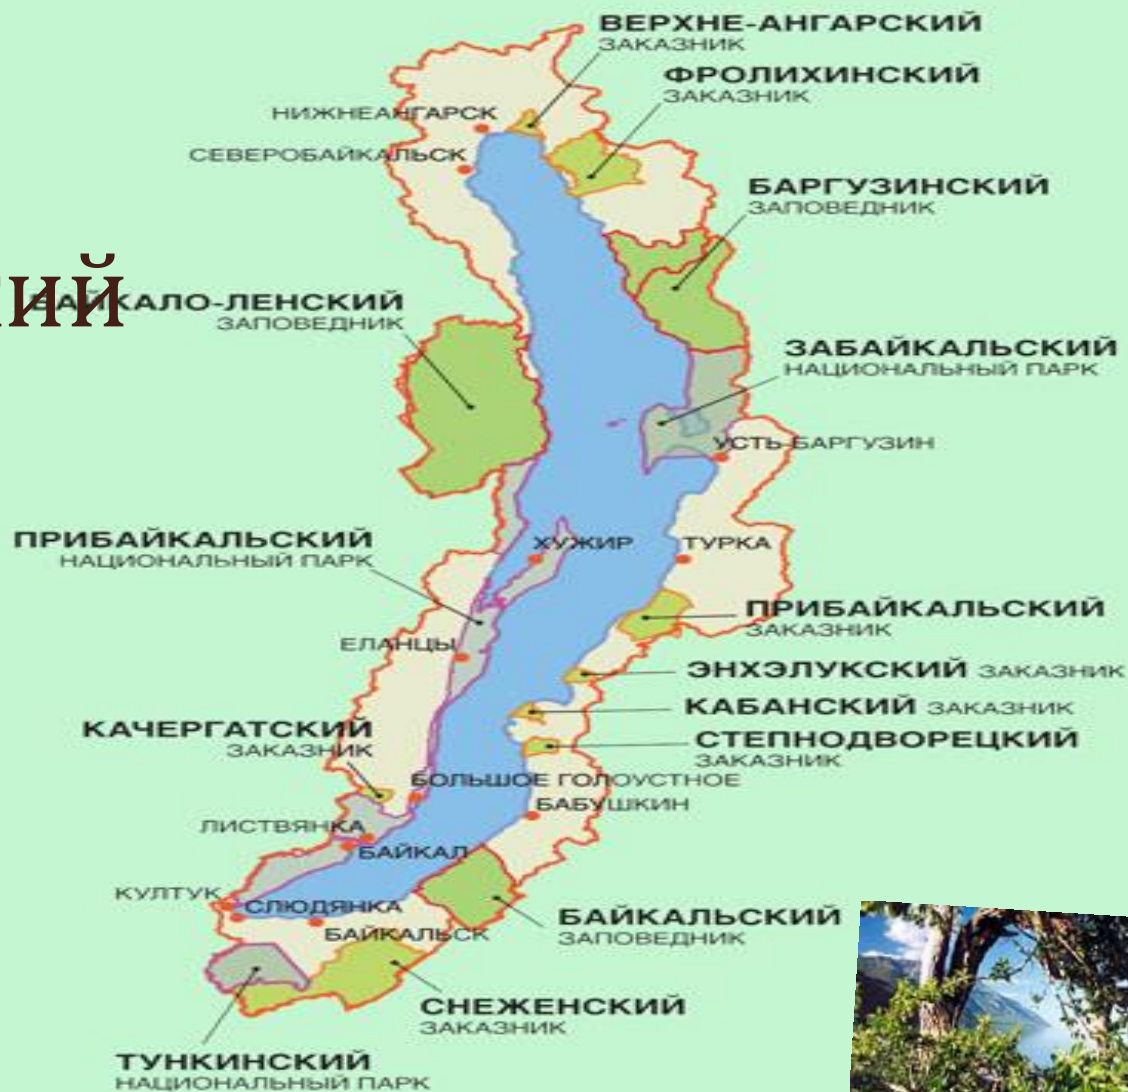 ВЕРХНЕ-АНГАРСКИЙ
ЗАКАЗНИК
ФРОЛИХИНСКИЙ
ЗАКАЗНИК
НИЖНЕАНГАРСК
СЕВЕРОБАЙКАЛЬСК
БАРГУЗИНСКИЙ
ЗАПОВЕДНИК
ий
БАЙКАЛО-ЛЕНСКИЙ
ЗАПОВЕДНИК
ЗАБАЙКАЛЬСКИЙ
НАЦИОНАЛЬНЫЙ ПАРК
УСТЬ-БАРГУЗИН
ПРИБАЙКАЛЬСКИЙ
НАЦИОНАЛЬНЫЙ ПАРК
ХУЖИР
ТУРКА
ПРИБАЙКАЛЬСКИЙ
ЗАКАЗНИК
ЕЛАНЦЫ
ЭНХЭЛУКСКИЙ ЗАКАЗНИК
КАБАНСКИЙ ЗАКАЗНИК
СТЕПНОДВОРЕЦКИЙ
ЗАКАЗНИК
КАЧЕРГАТСКИЙ
ЗАКАЗНИК
БОЛЬШОЕ ГОЛОУСТНОЕ
БАБУШКИН
ЛИСТВЯНКА
БАЙКАЛ
КУЛТУК
СЛЮДЯНКА
БАЙКАЛЬСК
БАЙКАЛЬСКИЙ
ЗАПОВЕДНИК
СНЕЖЕНСКИЙ
ЗАКАЗНИК
ТУНКИНСКИЙ
НАЦИОНАЛЬНЫЙ ПАРК